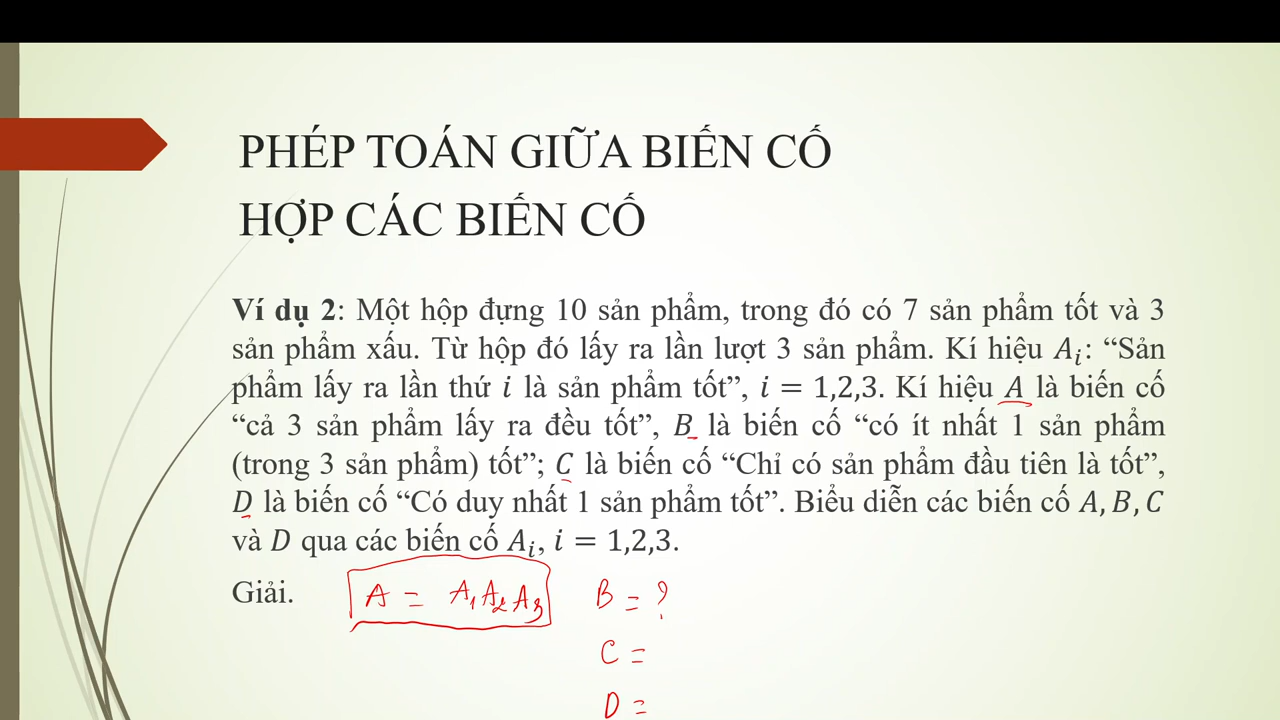 PHÉP TOÁN GIỮA BIẾN CỐ
HỢP CÁC BIẾN CỐ
Ví dụ 2: Một hộp đựng 10 sản phẩm, trong đó có 7 sản phẩm tốt và 3
sản phẩm xấu. Từ hộp đó lấy ra lần lượt 3 sản phẩm. Kí hiệu Aᵢ: “Sản
phẩm lấy ra lần thứ i là sản phẩm tốt”, i = 1,2,3. Kí hiệu A là biến cố
“cả 3 sản phẩm lấy ra đều tốt”, B là biến cố “có ít nhất 1 sản phẩm
(trong 3 sản phẩm) tốt”; C là biến cố “Chỉ có sản phẩm đầu tiên là tốt”,
D là biến cố “Có duy nhất 1 sản phẩm tốt”. Biểu diễn các biến cố A, B, C
và D qua các biến cố Aᵢ, i = 1,2,3.
Giải. A = A₁A₂A₃ B = ?
C =
D =